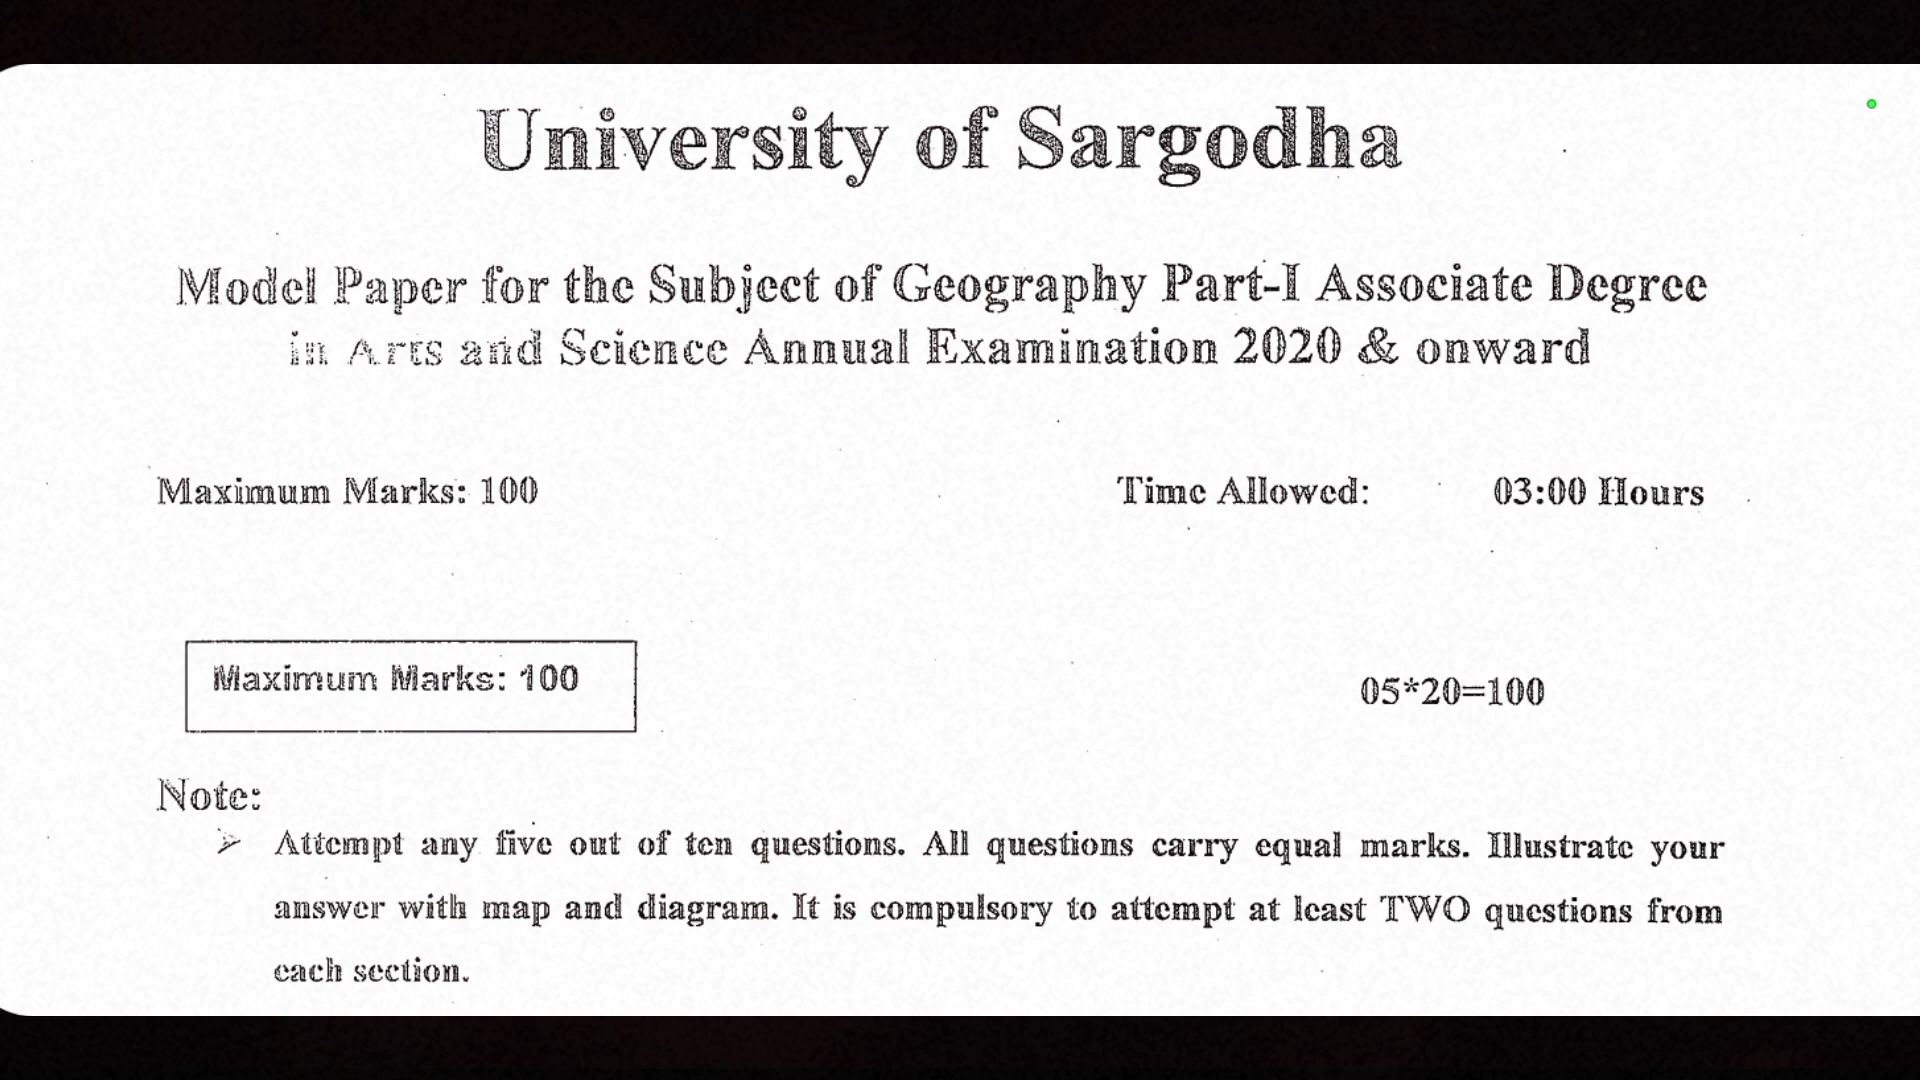 University of Sargodha
Model Paper for the Subject of Geography Part-I Associate Degree
in Arts and Science Annual Examination 2020 & onward
Maximum Marks: 100 Time Allowed: 03:00 Hours
Maximum Marks: 100 05*20=100
Note:
➢ Attempt any five out of ten questions. All questions carry equal marks. Illustrate your
answer with map and diagram. It is compulsory to attempt at least TWO questions from
each section.